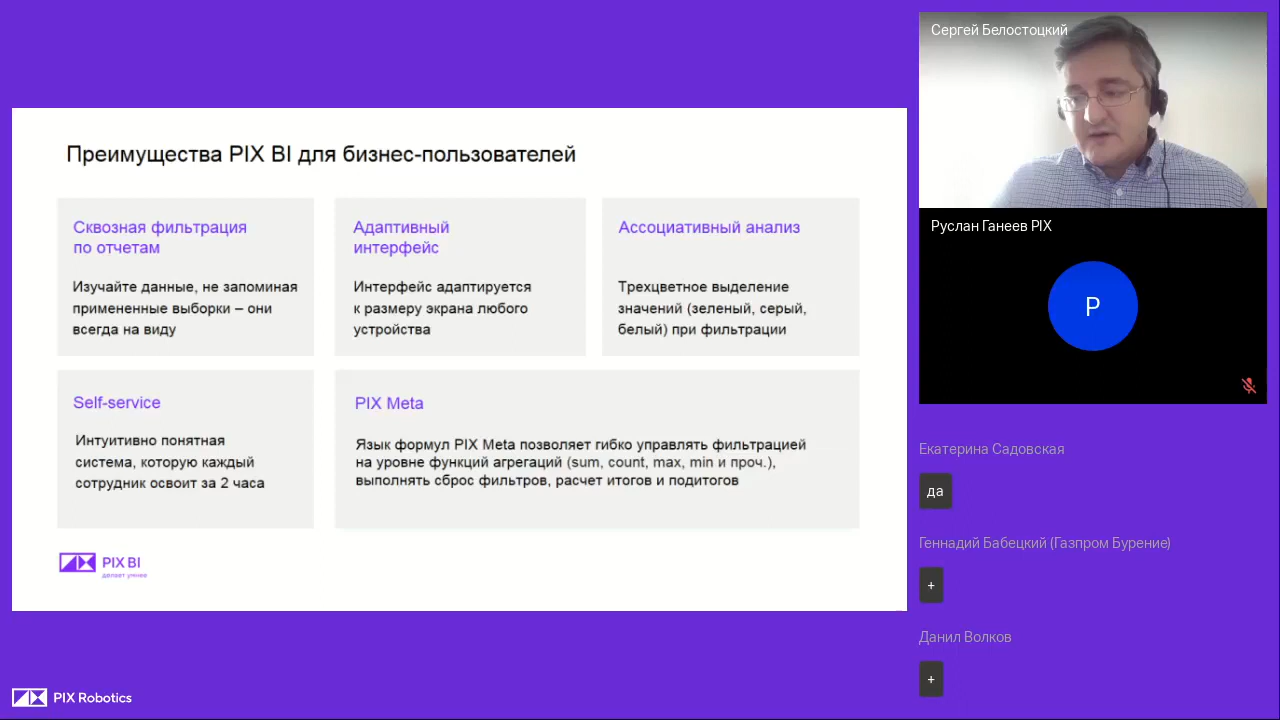 Преимущества PIX BI для бизнес-пользователей
Сквозная фильтрация
по отчетам
Изучайте данные, не запоминая
примененные выборки – они
всегда на виду
Адаптивный
интерфейс
Интерфейс адаптируется
к размеру экрана любого
устройства
Ассоциативный анализ
Трехцветное выделение
значений (зеленый, серый,
белый) при фильтрации
Self-service
Интуитивно понятная
система, которую каждый
сотрудник освоит за 2 часа
PIX Meta
Язык формул PIX Meta позволяет гибко управлять фильтрацией
на уровне функций агрегаций (sum, count, max, min и проч.),
выполнять сброс фильтров, расчет итогов и подитогов
PIX BI
делает умнее
PIX Robotics
Сергей Белостоцкий
Руслан Ганеев PIX
Р
Екатерина Садовская
да
Геннадий Бабецкий (Газпром Бурение)
+
Данил Волков
+